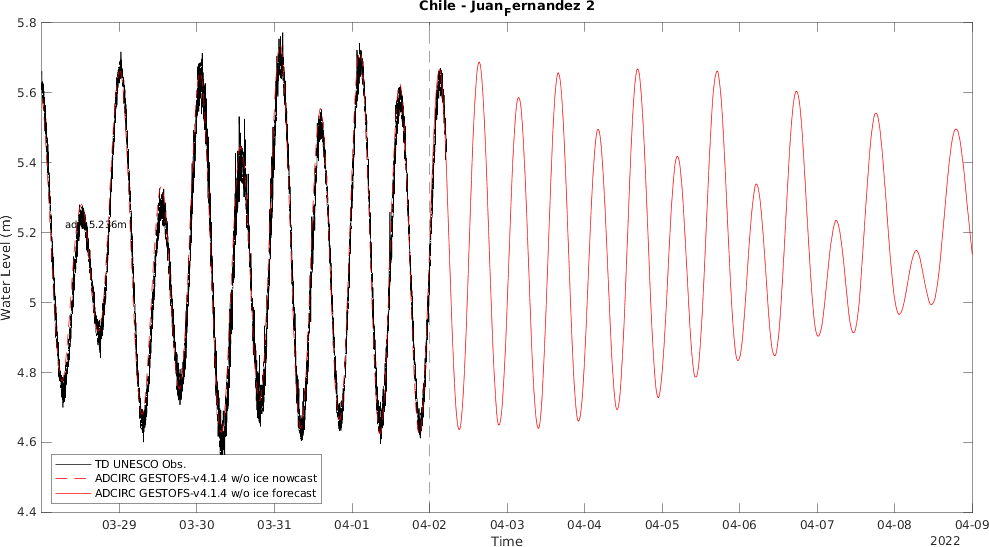 Chile - JuanFernandez 2
5.8
5.6
5.4
5.2
5
4.8
4.6
4.4
Water Level (m)
5.236m
TD UNESCO Obs.
ADCIRC GESTOFS-v4.1.4 w/o ice nowcast
ADCIRC GESTOFS-v4.1.4 w/o ice forecast
03-29 03-30 03-31 04-01 04-02 04-03 04-04 04-05 04-06 04-07 04-08 04-09
Time
2022